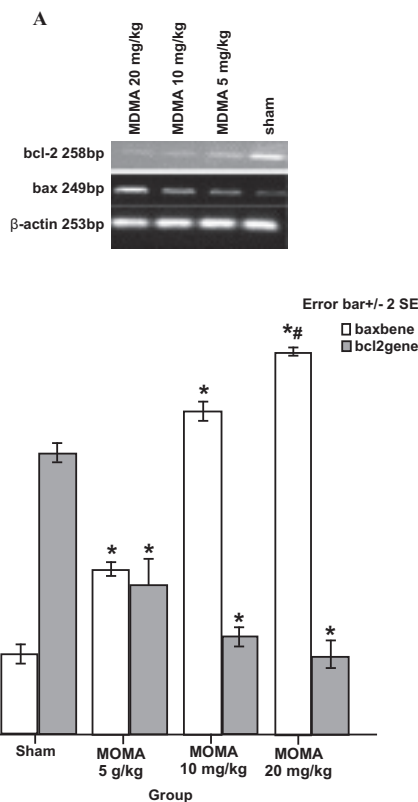 A
MDMA 20 mg/kg
MDMA 10 mg/kg
MDMA 5 mg/kg
sham
bcl-2 258bp
bax 249bp
β-actin 253bp
Error bar+/- 2 SE
baxbene
bcl2gene
*
*
*
*
*#
*
Sham
MOMA
5 g/kg
MOMA
10 mg/kg
MOMA
20 mg/kg
Group